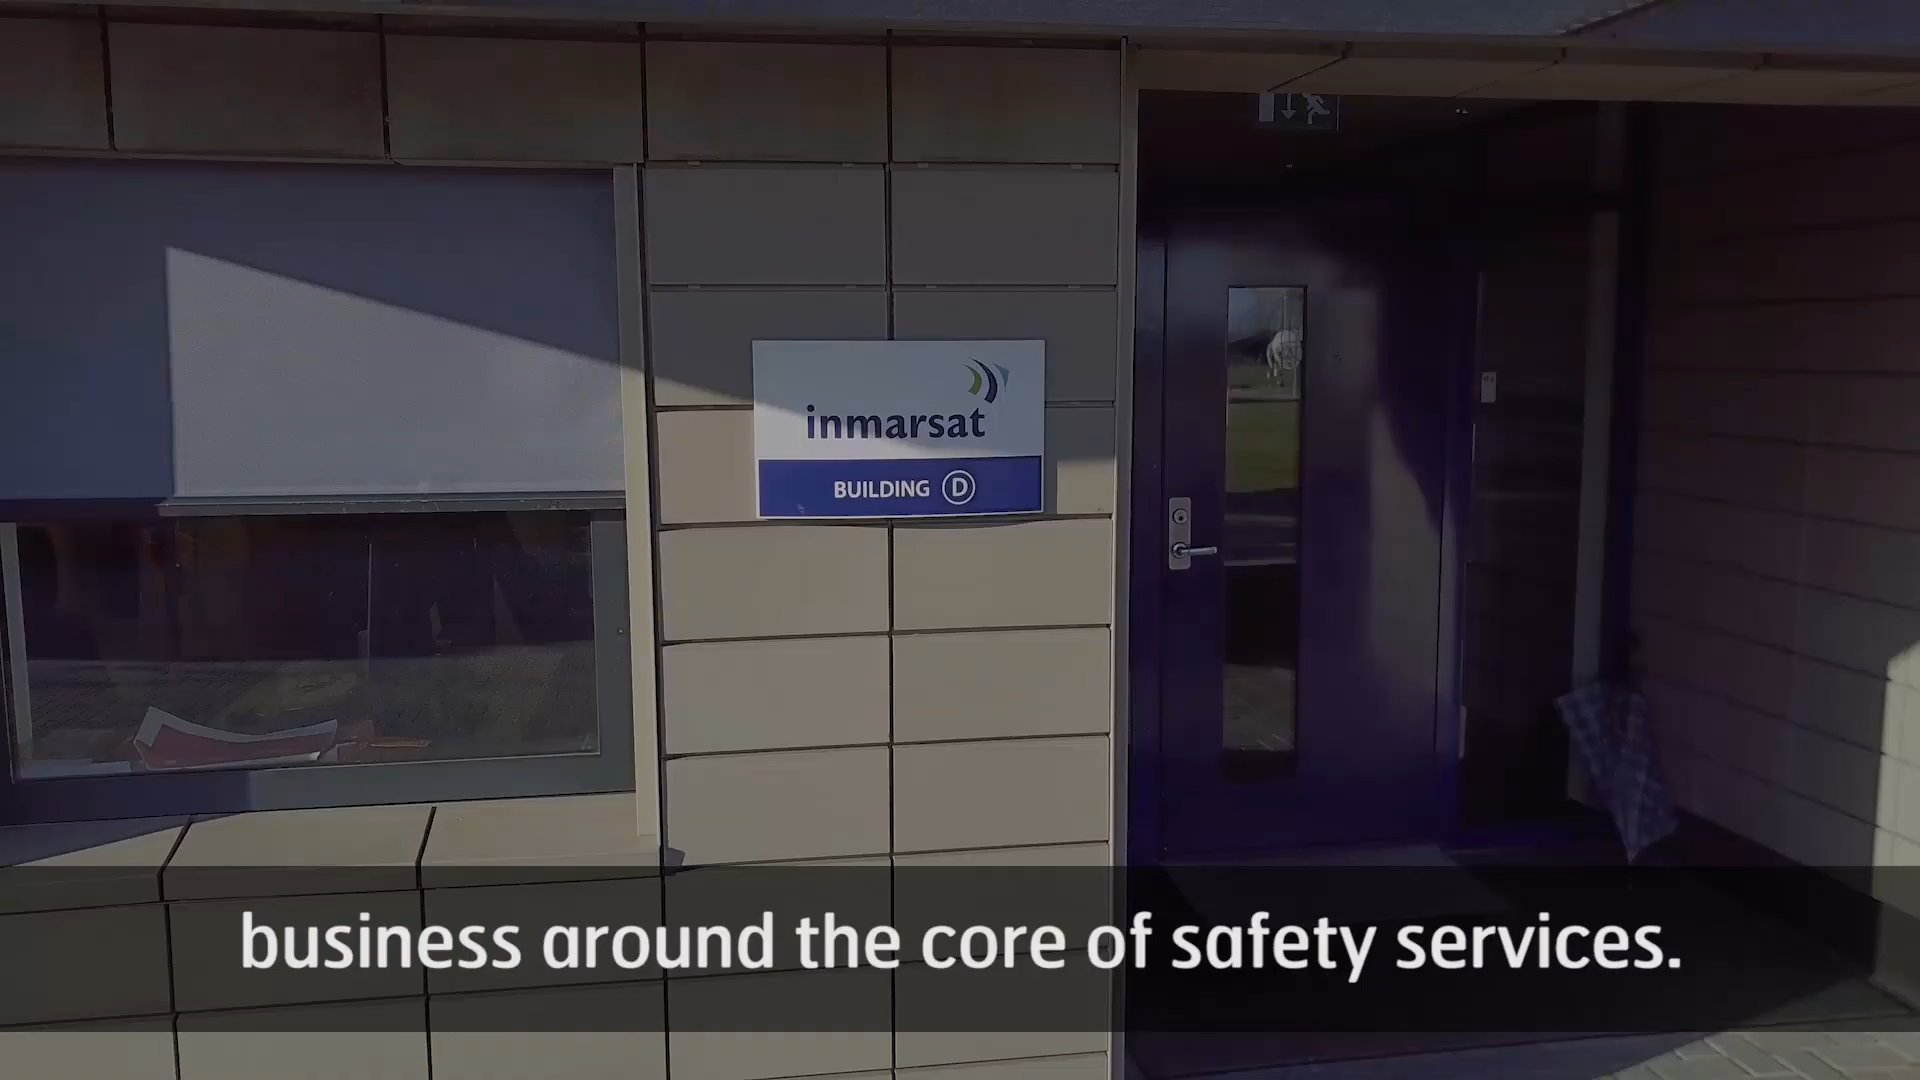 inmarsat
BUILDING D
business around the core of safety services.